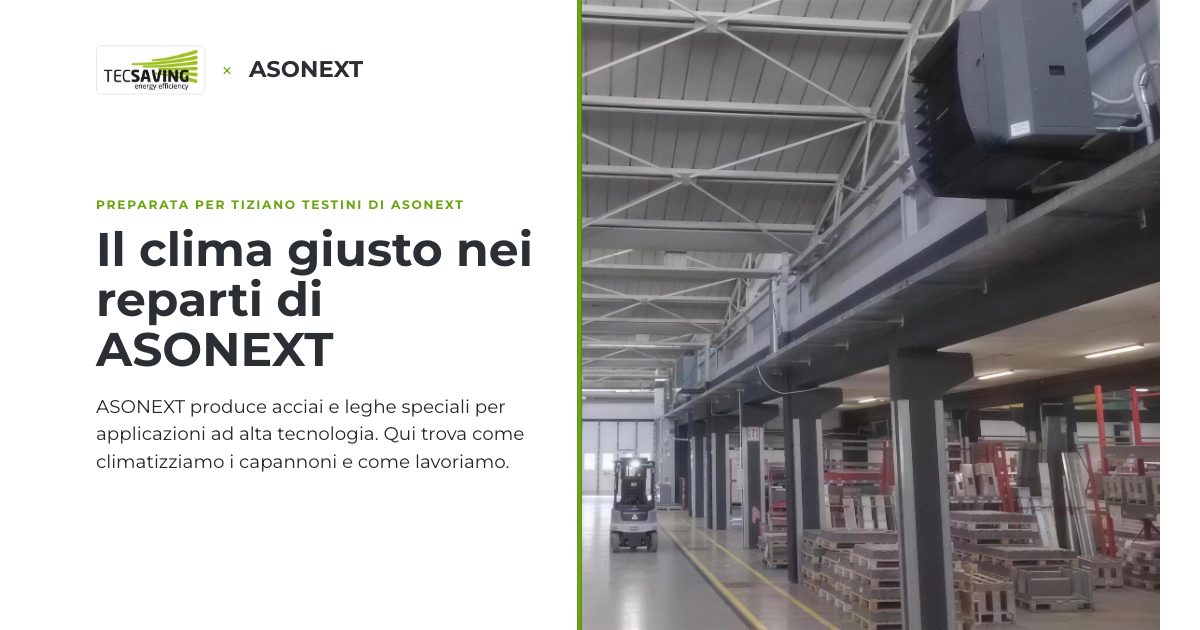 TECSAVING
energy efficiency
× ASONEXT
PREPARATA PER TIZIANO TESTINI DI ASONEXT
Il clima giusto nei
reparti di
ASONEXT
ASONEXT produce acciai e leghe speciali per
applicazioni ad alta tecnologia. Qui trova come
climatizziamo i capannoni e come lavoriamo.